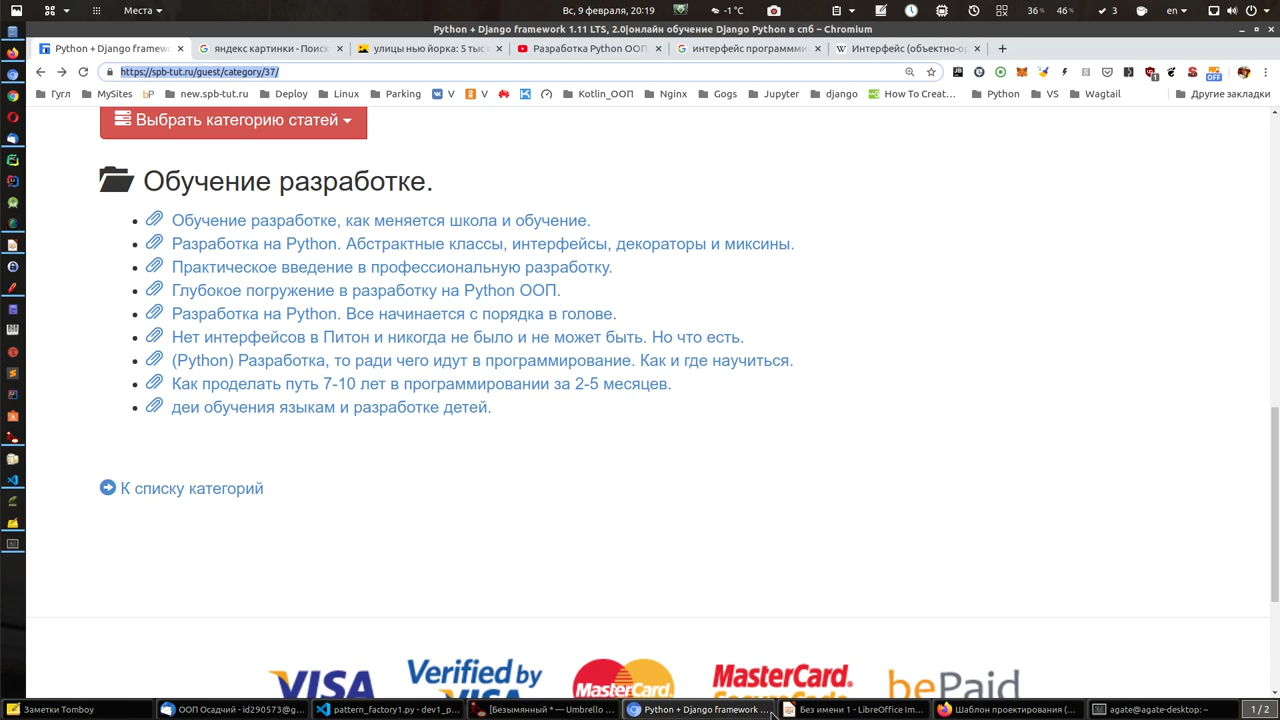 Места
Вс, 9 февраля, 20:19
-1 °C
36 %
46 %
3
en
Python + Django framework 1.11 LTS, 2.0|онлайн обучение Django Python в спб – Chromium
Python + Django framew
яндекс картинки - Поиск
улицы нью йорка: 5 тыс
Разработка Python ООП
интерфейс программми
Интерфейс (объектно-ор
https://spb-tut.ru/guest/category/37/
Гугл
MySites
bP
new.spb-tut.ru
Deploy
Linux
Parking
V
V
Kotlin_ООП
Nginx
Gogs
Jupyter
django
How To Creat…
Python
VS
Wagtail
Другие закладки
Выбрать категорию статей
Обучение разработке.
Обучение разработке, как меняется школа и обучение.
Разработка на Python. Абстрактные классы, интерфейсы, декораторы и миксины.
Практическое введение в профессиональную разработку.
Глубокое погружение в разработку на Python ООП.
Разработка на Python. Все начинается с порядка в голове.
Нет интерфейсов в Питон и никогда не было и не может быть. Но что есть.
(Python) Разработка, то ради чего идут в программирование. Как и где научиться.
Как проделать путь 7-10 лет в программировании за 2-5 месяцев.
деи обучения языкам и разработке детей.
К списку категорий
VISA
Verified by
VISA
MasterCard.
MasterCard.
SecureCode
bePaid
Заметки Tomboy
ООП Осадчий - id290573@g...
pattern_factory1.py - dev1_p...
[Безымянный * — Umbrello ...
Python + Django framework ...
Без имени 1 - LibreOffice Im...
Шаблон проектирования (...
agate@agate-desktop: ~
1 / 2